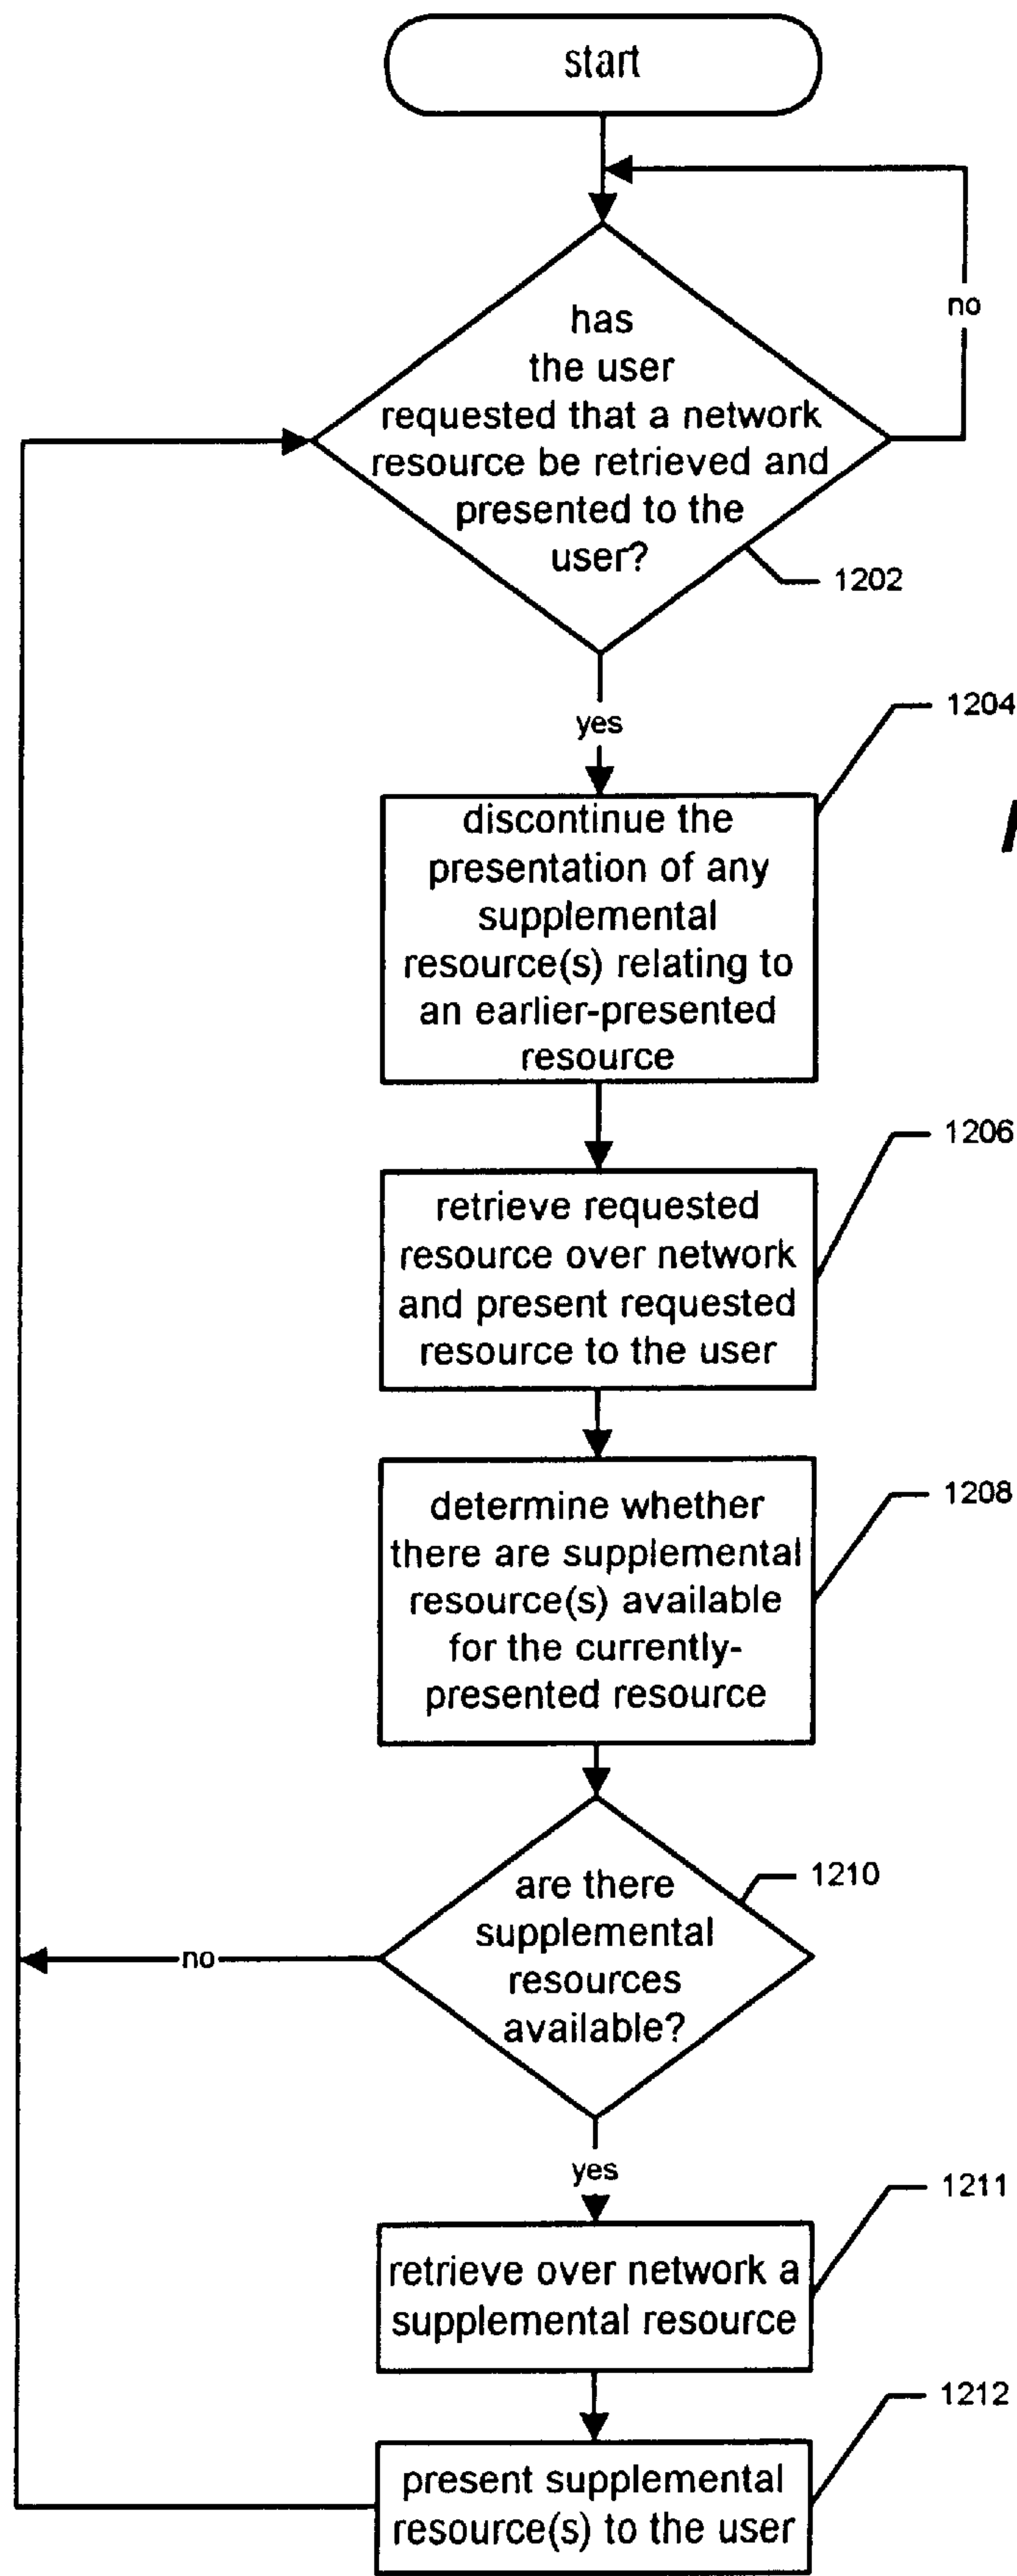 start
no
has
the user
requested that a network
resource be retrieved and
presented to the
user?
1202
yes
1204
discontinue the
presentation of any
supplemental
resource(s) relating to
an earlier-presented
resource
1206
retrieve requested
resource over network
and present requested
resource to the user
1208
determine whether
there are supplemental
resource(s) available
for the currently-
presented resource
1210
are there
supplemental
resources
available?
no
yes
1211
retrieve over network a
supplemental resource
1212
present supplemental
resource(s) to the user